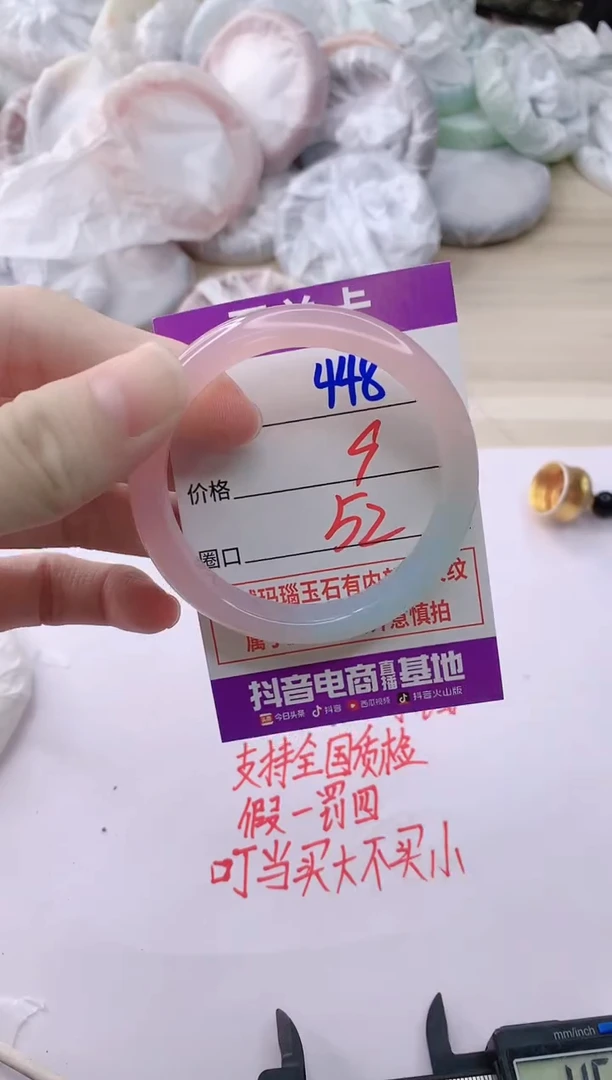 448
价格 9
圈口 52
玛瑙玉石有内
纹
慎拍
抖音电商直播基地
今日头条 抖音 西瓜视频 抖音火山版
支持全国质检
假一罚四
叮当买大不买小
mm/inch